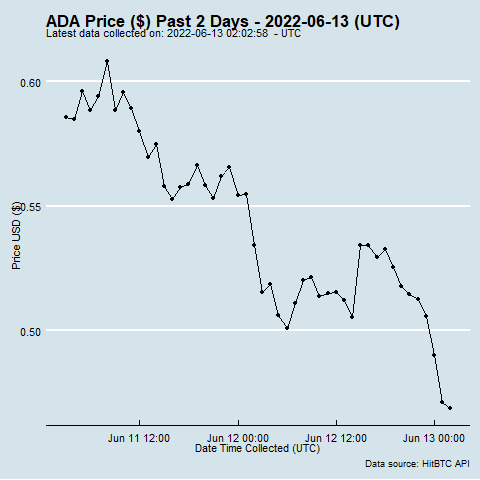 ADA Price ($) Past 2 Days - 2022-06-13 (UTC)
Latest data collected on: 2022-06-13 02:02:58  - UTC
0.60
0.55
0.50
Price USD ($)
Jun 11 12:00
Jun 12 00:00
Jun 12 12:00
Jun 13 00:00
Date Time Collected (UTC)
Data source: HitBTC API